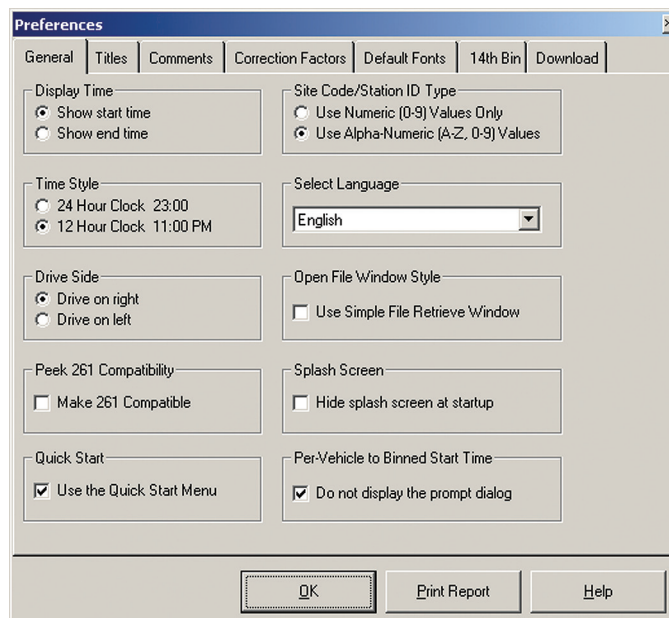 Preferences
General Titles Comments Correction Factors Default Fonts 14th Bin Download
Display Time
Show start time
Show end time
Site Code/Station ID Type
Use Numeric (0-9) Values Only
Use Alpha-Numeric (A-Z, 0-9) Values
Time Style
24 Hour Clock 23:00
12 Hour Clock 11:00 PM
Select Language
English
Drive Side
Drive on right
Drive on left
Open File Window Style
Use Simple File Retrieve Window
Peek 261 Compatibility
Make 261 Compatible
Splash Screen
Hide splash screen at startup
Quick Start
Use the Quick Start Menu
Per-Vehicle to Binned Start Time
Do not display the prompt dialog
OK Print Report Help